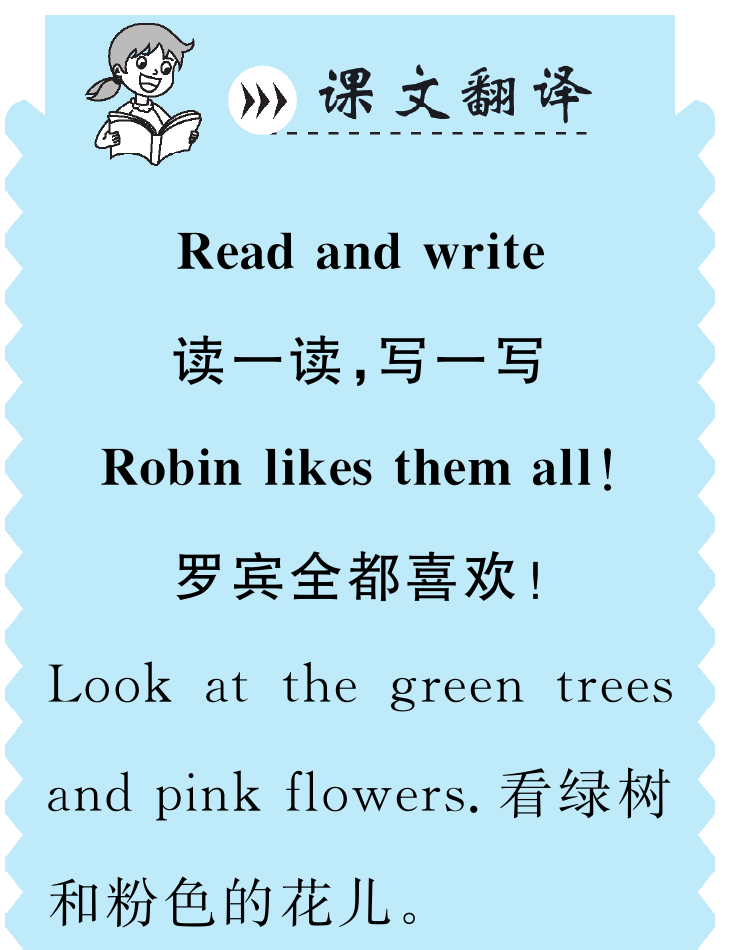 课文翻译
Read and write
读一读,写一写
Robin likes them all!
罗宾全都喜欢!
Look at the green trees
and pink flowers. 看绿树
和粉色的花儿。